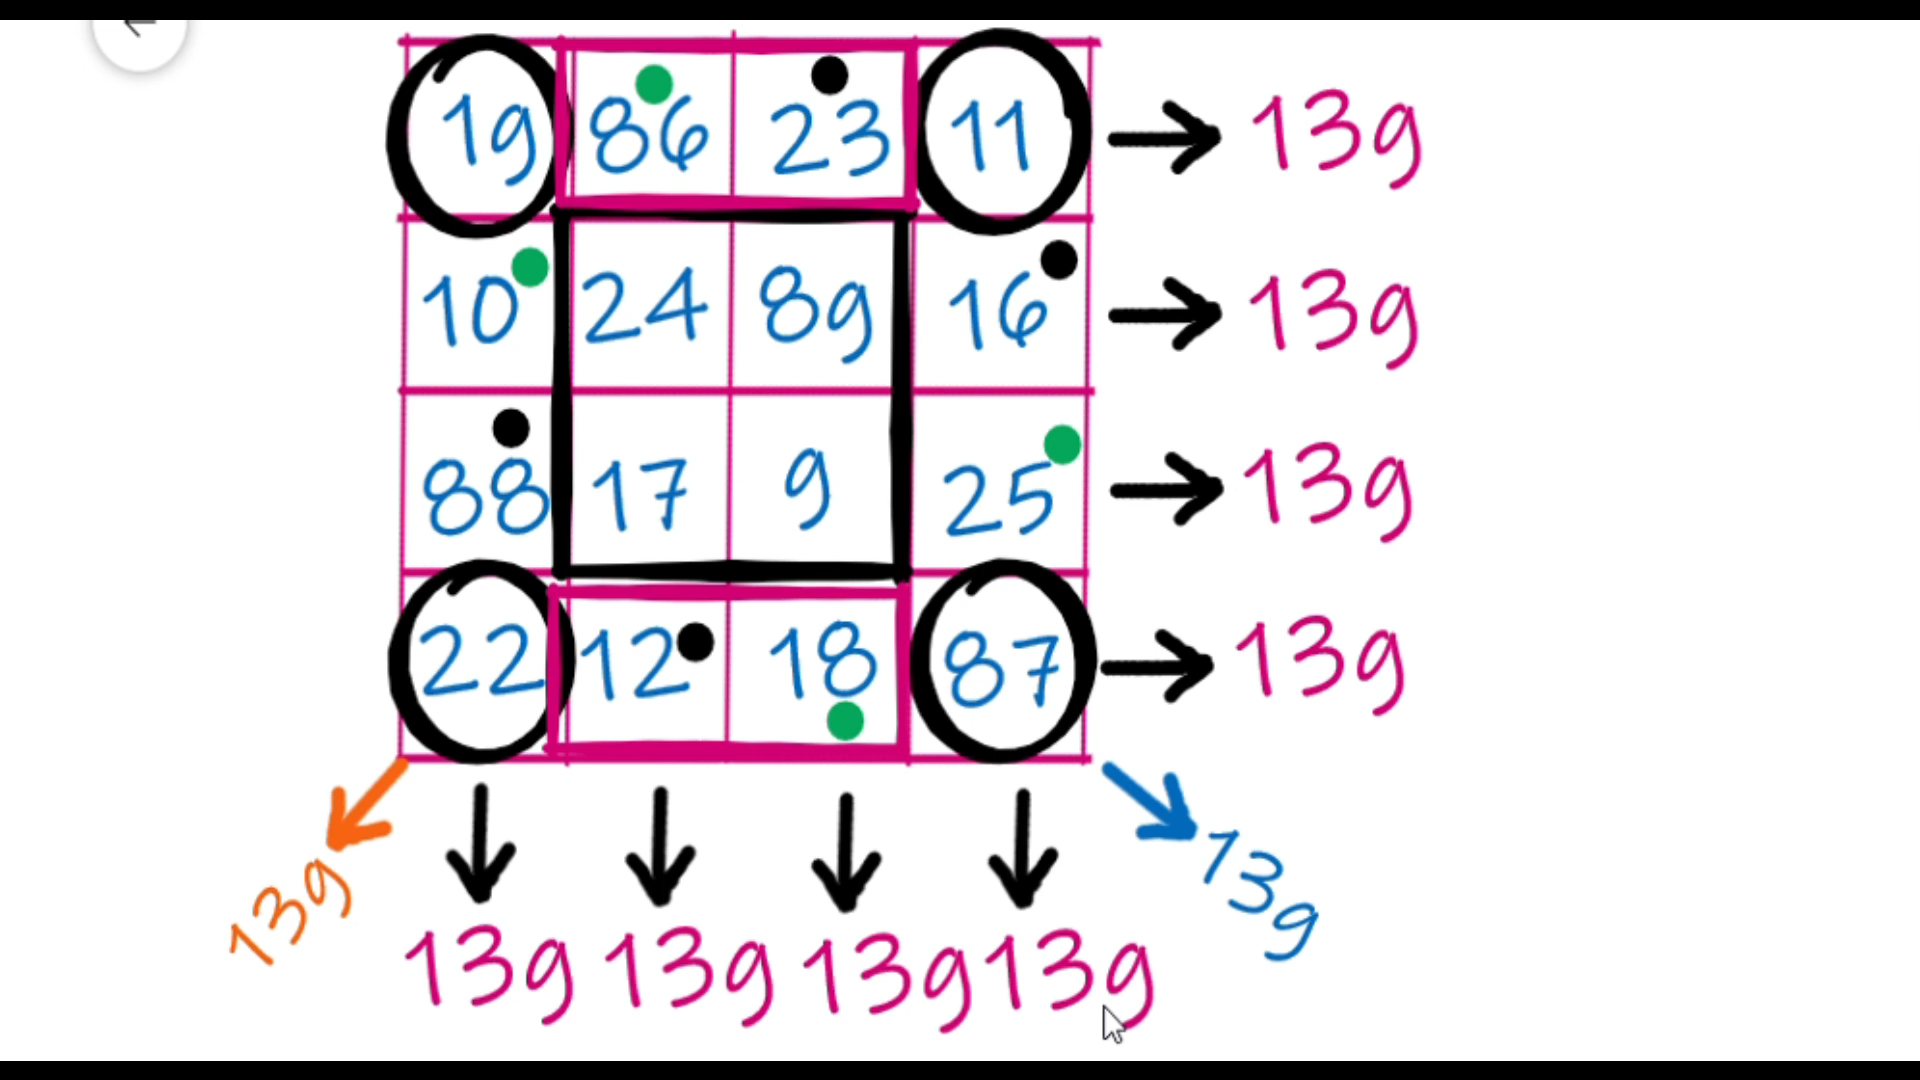 19 86 23 11 → 139
10 24 89 16 → 139
88 17 9 25 → 139
22 12 18 87 → 139
139 139 139 139 139 139